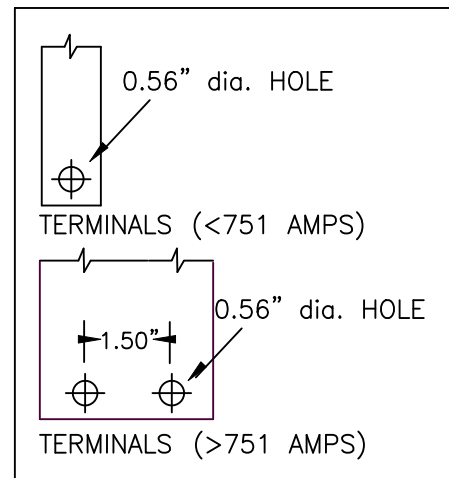 0.56” dia. HOLE
TERMINALS (<751 AMPS)
0.56” dia. HOLE
1.50”
TERMINALS (>751 AMPS)